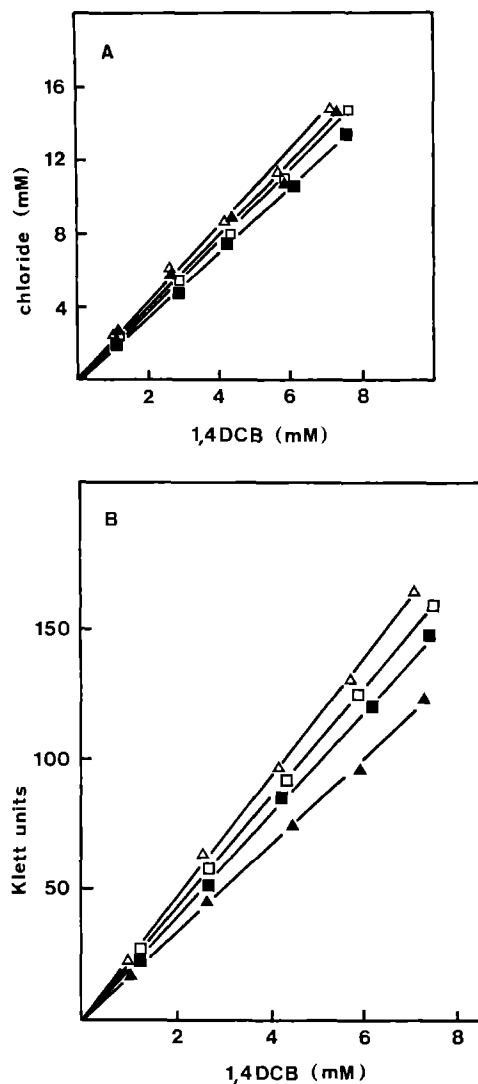 A
16
12
8
4
chloride (mM)
2 4 6 8
1,4DCB (mM)
B
150
100
50
Klett units
2 4 6 8
1,4DCB (mM)